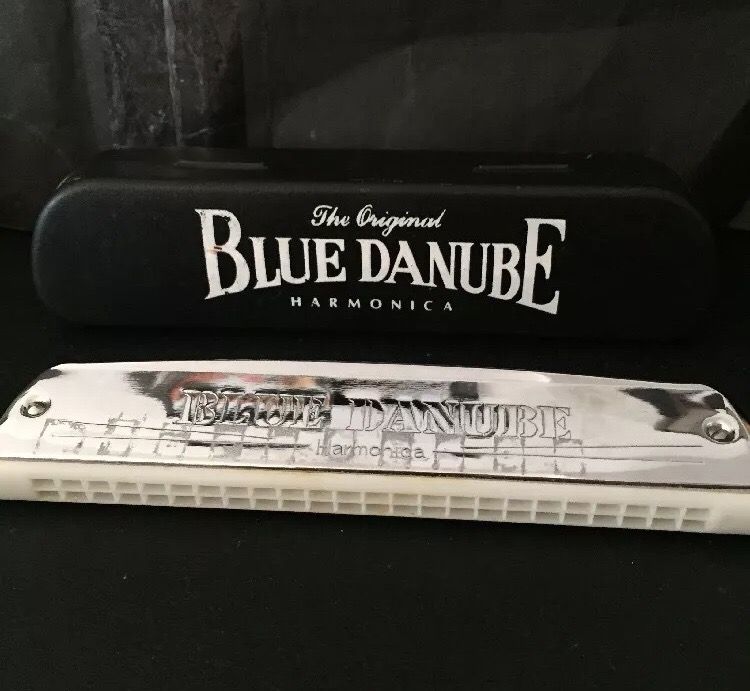 The Original
BLUE DANUBE
HARMONICA
BLUE DANUBE
Harmonica